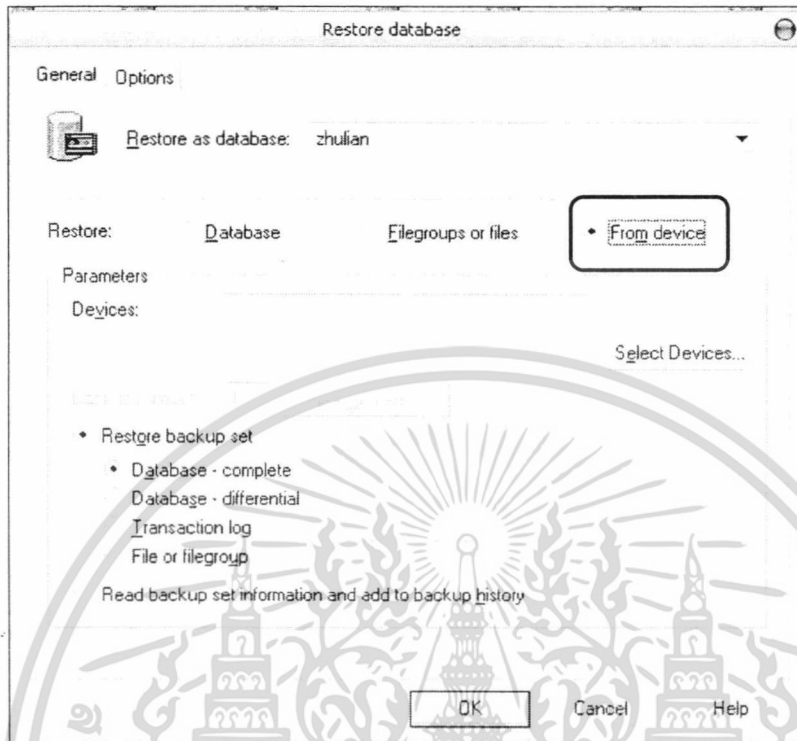 Restore database
General Options
Restore as database: zhulian
Restore: Database Filegroups or files From device
Parameters
Devices:
Select Devices...
Restore backup set
Database - complete
Database - differential
Transaction log
File or filegroup
Read backup set information and add to backup history
OK Cancel Help